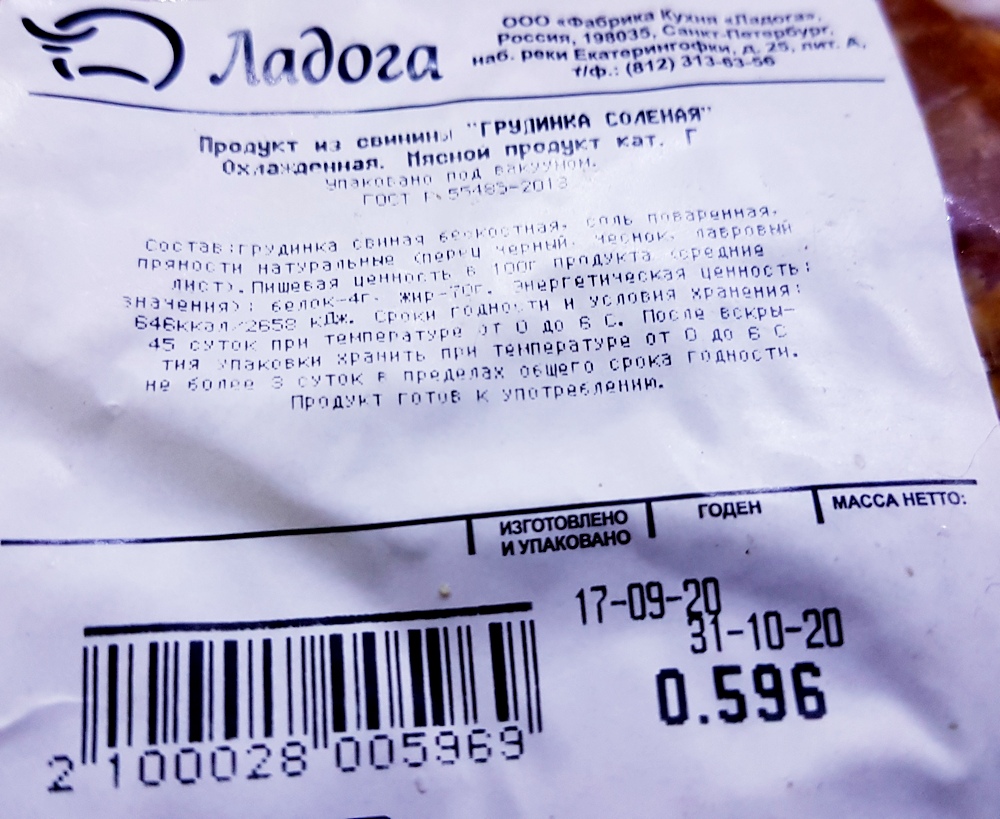 Ладога
ООО «Фабрика Кухня «Ладога»,
Россия, 198035, Санкт-Петербург,
наб. реки Екатерингофки, д. 25, лит. А,
т/ф.: (812) 313-63-56
Продукт из свинины "ГРУДИНКА СОЛЕНАЯ"
Охлажденная. Мясной продукт кат. Г
Упаковано под вакуумом.
ГОСТ Р 55485-2013
Состав:грудинка свиная бескостная, соль поваренная,
пряности натуральные (перец черный, чеснок, лавровый
лист).Пищевая ценность в 100г продукта (средние
значения): белок-4г, жир-70г. Энергетическая ценность:
646ккал/2658 кДж. Сроки годности и условия хранения:
45 суток при температуре от 0 до 6 С. После вскры-
тия упаковки хранить при температуре от 0 до 6 С
не более 3 суток в пределах общего срока годности.
Продукт готов к употреблению.
ИЗГОТОВЛЕНО
И УПАКОВАНО
ГОДЕН
МАССА НЕТТО:
17-09-20
31-10-20
0.596
2 100028 005969